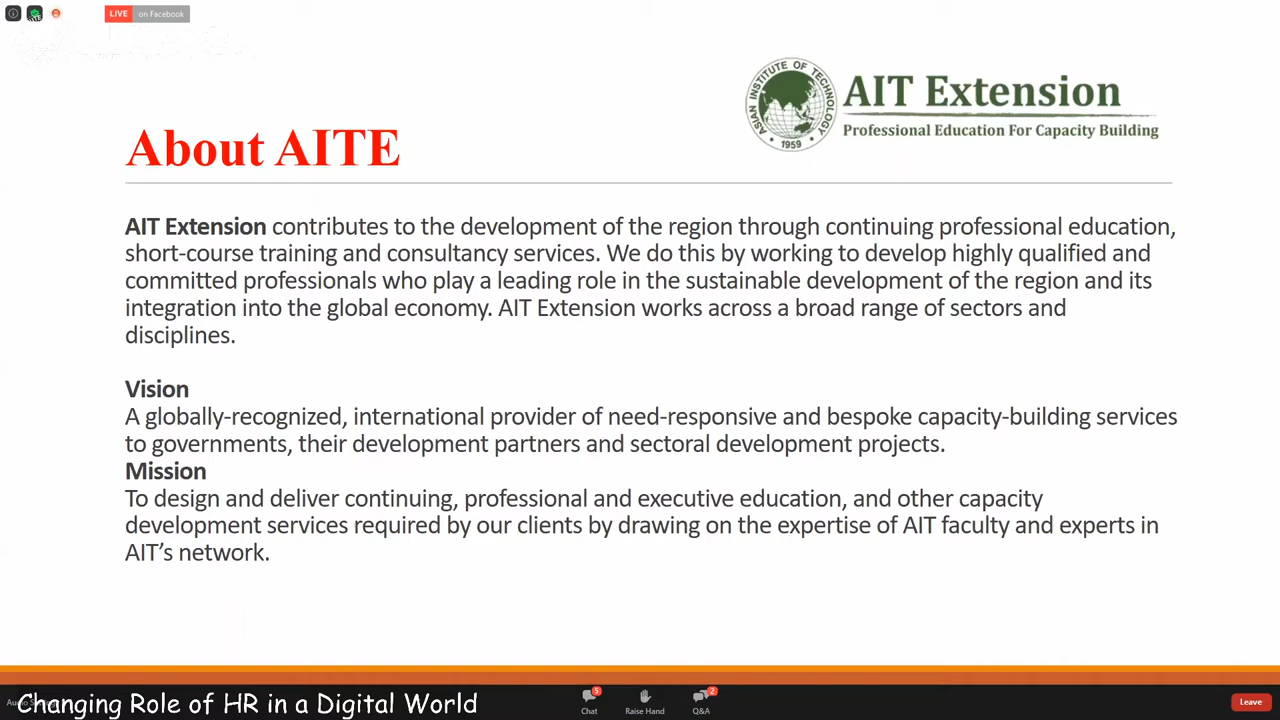 LIVE on Facebook
ASIAN INSTITUTE OF TECHNOLOGY
1959
AIT Extension
Professional Education For Capacity Building
About AITE
AIT Extension contributes to the development of the region through continuing professional education,
short-course training and consultancy services. We do this by working to develop highly qualified and
committed professionals who play a leading role in the sustainable development of the region and its
integration into the global economy. AIT Extension works across a broad range of sectors and
disciplines.
Vision
A globally-recognized, international provider of need-responsive and bespoke capacity-building services
to governments, their development partners and sectoral development projects.
Mission
To design and deliver continuing, professional and executive education, and other capacity
development services required by our clients by drawing on the expertise of AIT faculty and experts in
AIT’s network.
Changing Role of HR in a Digital World
5
Chat
Raise Hand
2
Q&A
Leave